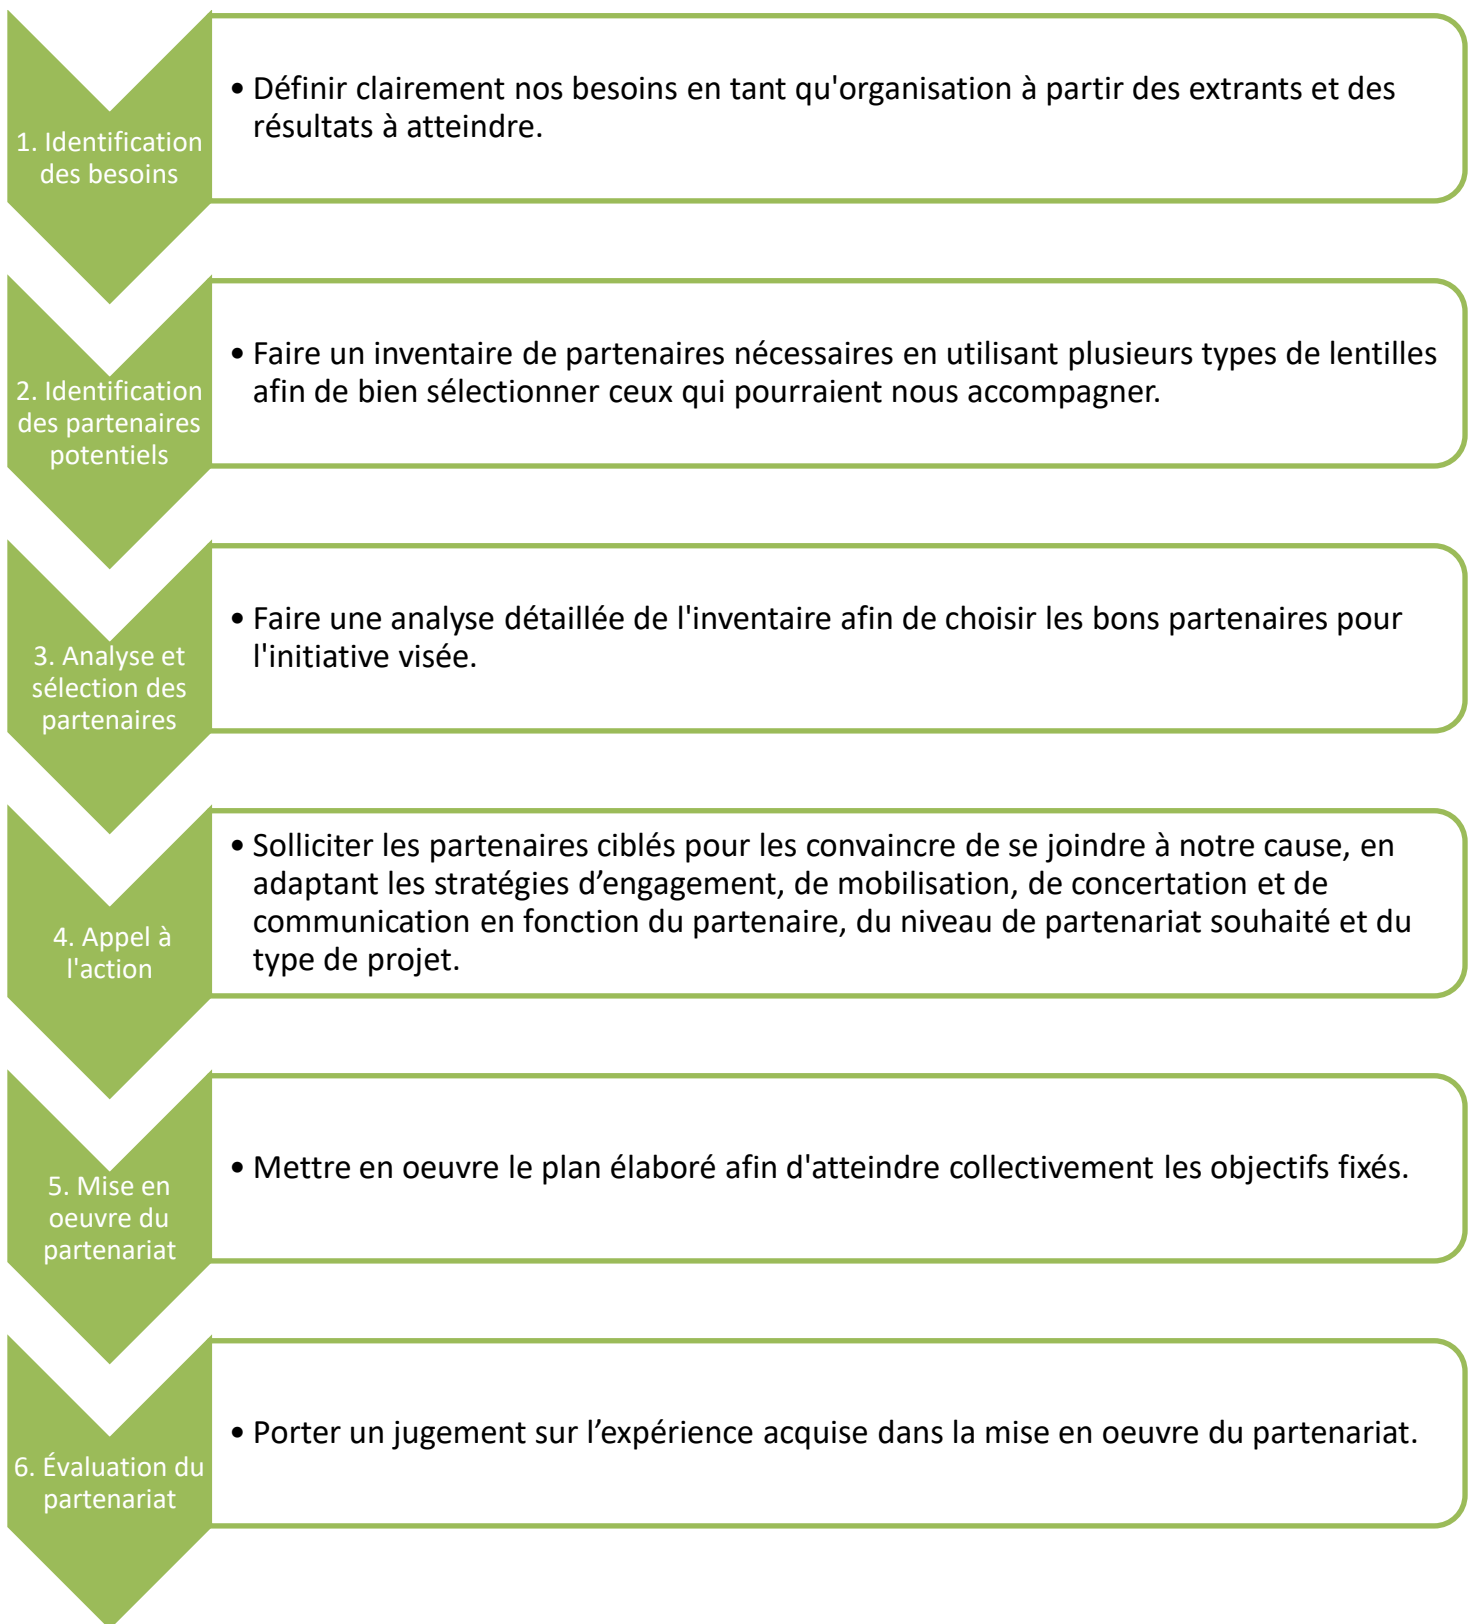 1. Identification
des besoins
• Définir clairement nos besoins en tant qu'organisation à partir des extrants et des
résultats à atteindre.
2. Identification
des partenaires
potentiels
• Faire un inventaire de partenaires nécessaires en utilisant plusieurs types de lentilles
afin de bien sélectionner ceux qui pourraient nous accompagner.
3. Analyse et
sélection des
partenaires
• Faire une analyse détaillée de l'inventaire afin de choisir les bons partenaires pour
l'initiative visée.
4. Appel à
l'action
• Solliciter les partenaires ciblés pour les convaincre de se joindre à notre cause, en
adaptant les stratégies d’engagement, de mobilisation, de concertation et de
communication en fonction du partenaire, du niveau de partenariat souhaité et du
type de projet.
5. Mise en
oeuvre du
partenariat
• Mettre en oeuvre le plan élaboré afin d'atteindre collectivement les objectifs fixés.
6. Évaluation du
partenariat
• Porter un jugement sur l’expérience acquise dans la mise en oeuvre du partenariat.